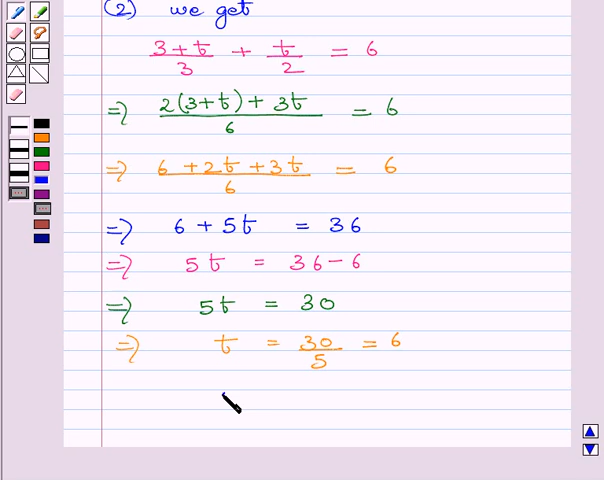 (2) we get
3+t/3 + t/2 = 6
=) 2(3+t)+3t/6 = 6
=) 6+2t+3t/6 = 6
=) 6+5t = 36
=) 5t = 36-6
=) 5t = 30
=) t = 30/5 = 6